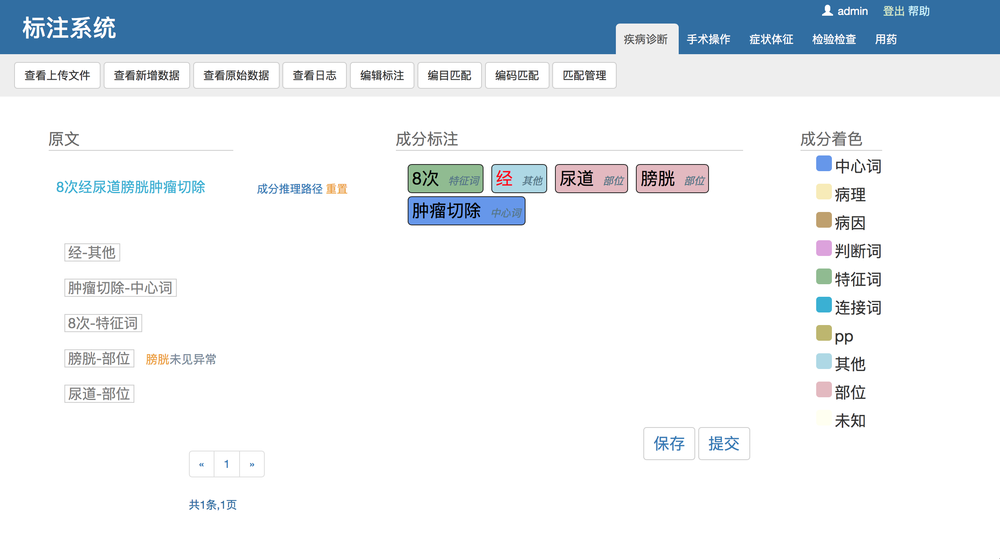 admin 登出 帮助
标注系统
疾病诊断 手术操作 症状体征 检验检查 用药
查看上传文件 查看新增数据 查看原始数据 查看日志 编辑标注 编目匹配 编码匹配 匹配管理
原文
8次经尿道膀胱肿瘤切除 成分推理路径 重置
经-其他
肿瘤切除-中心词
8次-特征词
膀胱-部位 膀胱未见异常
尿道-部位
« 1 »
共1条,1页
成分标注
8次 特征词 经 其他 尿道 部位 膀胱 部位
肿瘤切除 中心词
保存 提交
成分着色
中心词
病理
病因
判断词
特征词
连接词
pp
其他
部位
未知